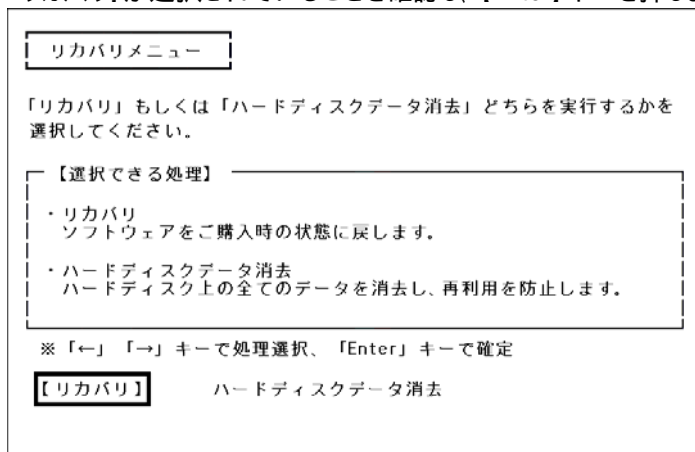 リカバリメニュー
「リカバリ」もしくは「ハードディスクデータ消去」どちらを実行するかを
選択してください。
【選択できる処理】
・リカバリ
ソフトウェアをご購入時の状態に戻します。
・ハードディスクデータ消去
ハードディスク上の全てのデータを消去し、再利用を防止します。
※「←」「→」キーで処理選択、「Enter」キーで確定
【リカバリ】 ハードディスクデータ消去